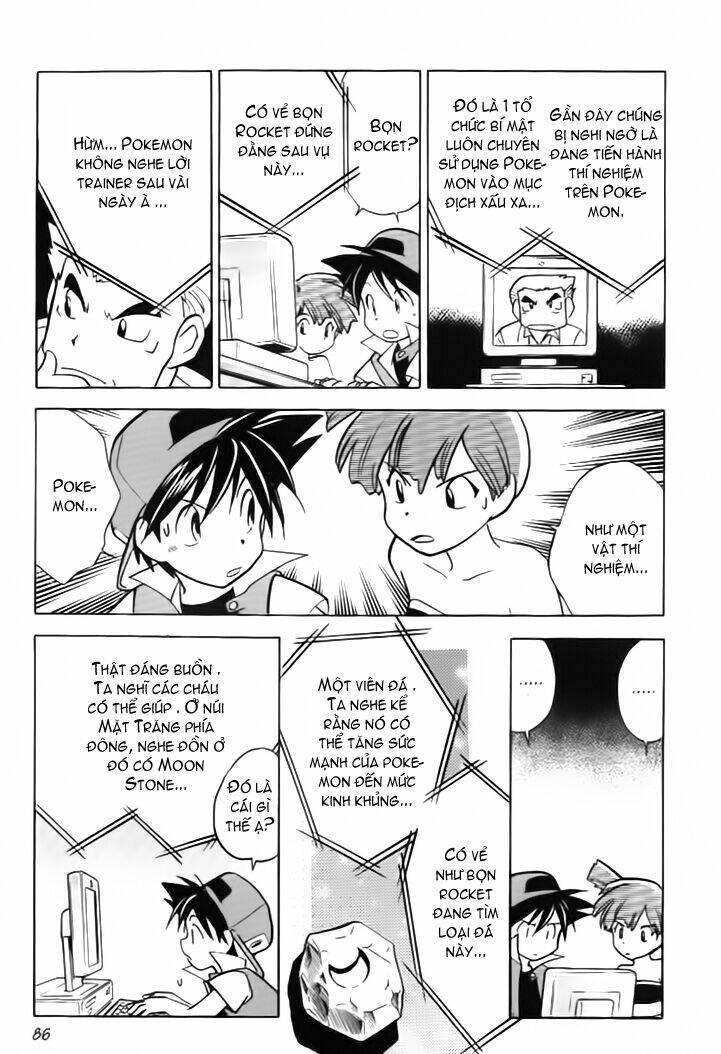 HỪM... POKEMON
KHÔNG NGHE LỜI
TRAINER SAU VÀI
NGÀY À ...
CÓ VẺ BỌN
ROCKET ĐỨNG
ĐẰNG SAU VỤ
NÀY...
BỌN
ROCKET?
ĐÓ LÀ 1 TỔ
CHỨC BÍ MẬT
LUÔN CHUYÊN
SỬ DỤNG POKE-
MON VÀO MỤC
ĐỊCH XẤU XA...
GẦN ĐÂY CHÚNG
BỊ NGHI NGỜ LÀ
ĐANG TIẾN HÀNH
THÍ NGHIỆM
TRÊN POKE-
MON.
POKE-
MON...
NHƯ MỘT
VẬT THÍ
NGHIỆM...
THẬT ĐÁNG BUỒN .
TA NGHĨ CÁC CHÁU
CÓ THỂ GIÚP . Ở NÚI
MẶT TRĂNG PHÍA
ĐÔNG, NGHE ĐỒN Ở
ĐÓ CÓ MOON
STONE...
ĐÓ LÀ
CÁI GÌ
THẾ Ạ?
MỘT VIÊN ĐÁ .
TA NGHE KỂ
RẰNG NÓ CÓ
THỂ TĂNG SỨC
MẠNH CỦA POKE-
MON ĐẾN MỨC
KINH KHỦNG...
CÓ VẺ
NHƯ BỌN
ROCKET
ĐANG TÌM
LOẠI ĐÁ
NÀY...
......
......
86